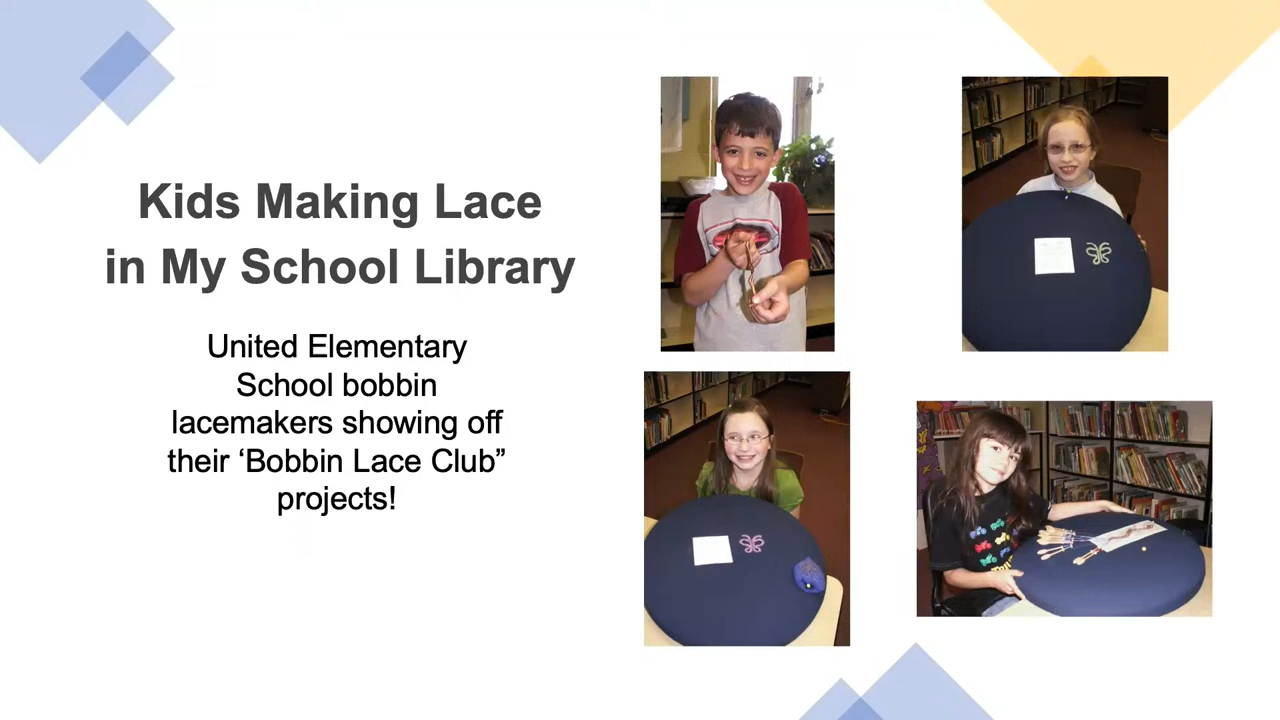 Kids Making Lace
in My School Library
United Elementary
School bobbin
lacemakers showing off
their ‘Bobbin Lace Club”
projects!